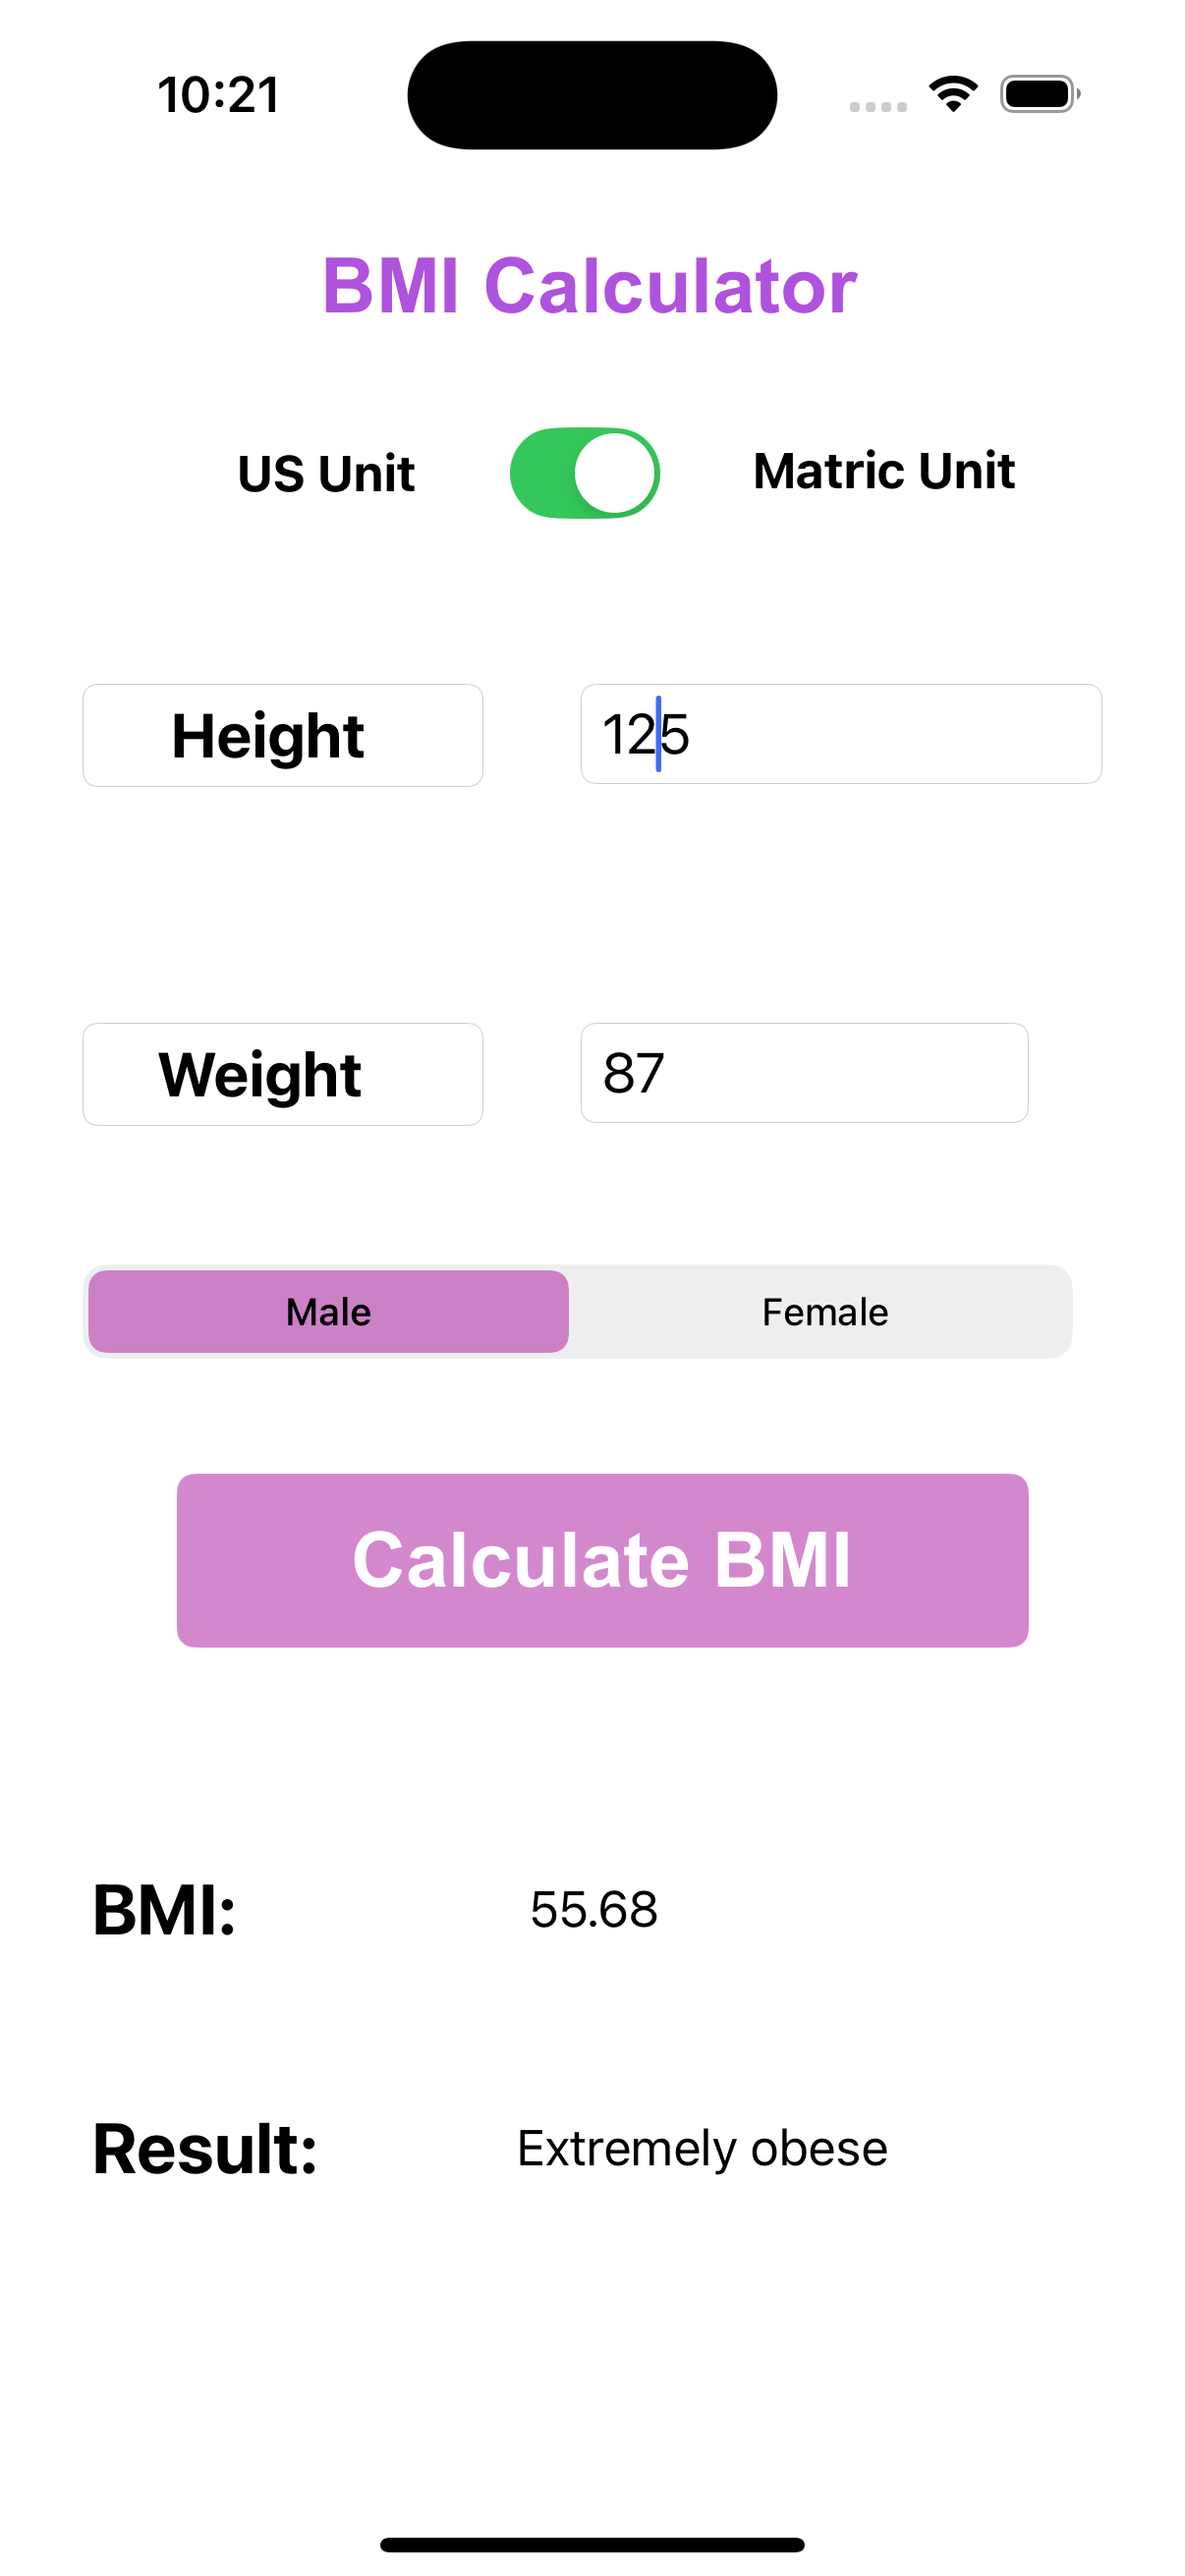 10:21
BMI Calculator
US Unit
Matric Unit
Height
125
Weight
87
Male
Female
Calculate BMI
BMI:
55.68
Result:
Extremely obese